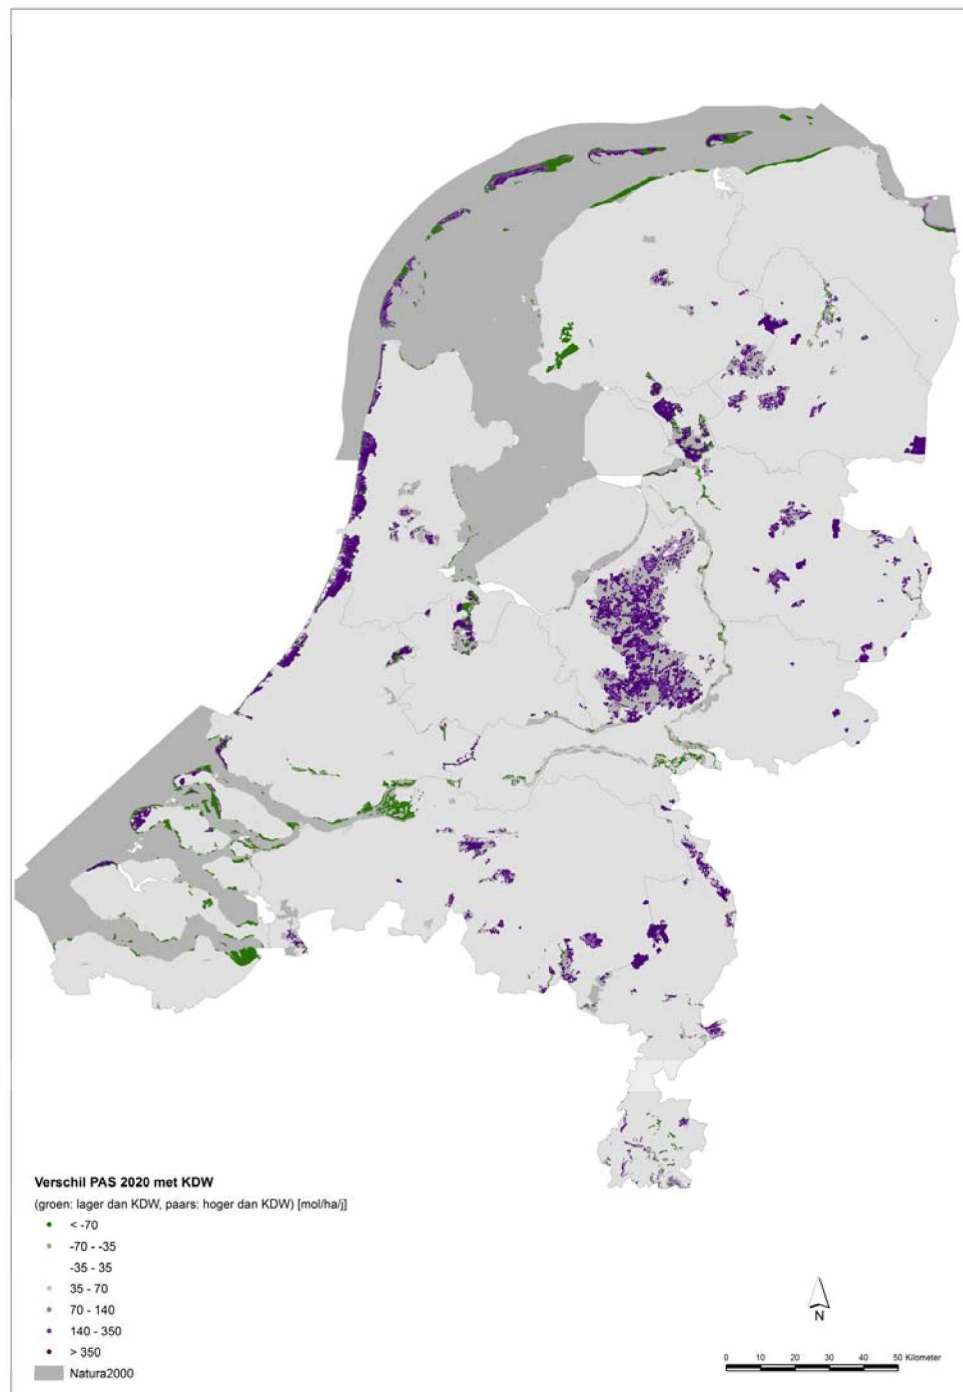 Verschil PAS 2020 met KDW
(groen: lager dan KDW, paars: hoger dan KDW) [mol/ha/j]
< -70
-70 - -35
-35 - 35
35 - 70
70 - 140
140 - 350
> 350
Natura2000
N
0 10 20 30 40 50 Kilometer